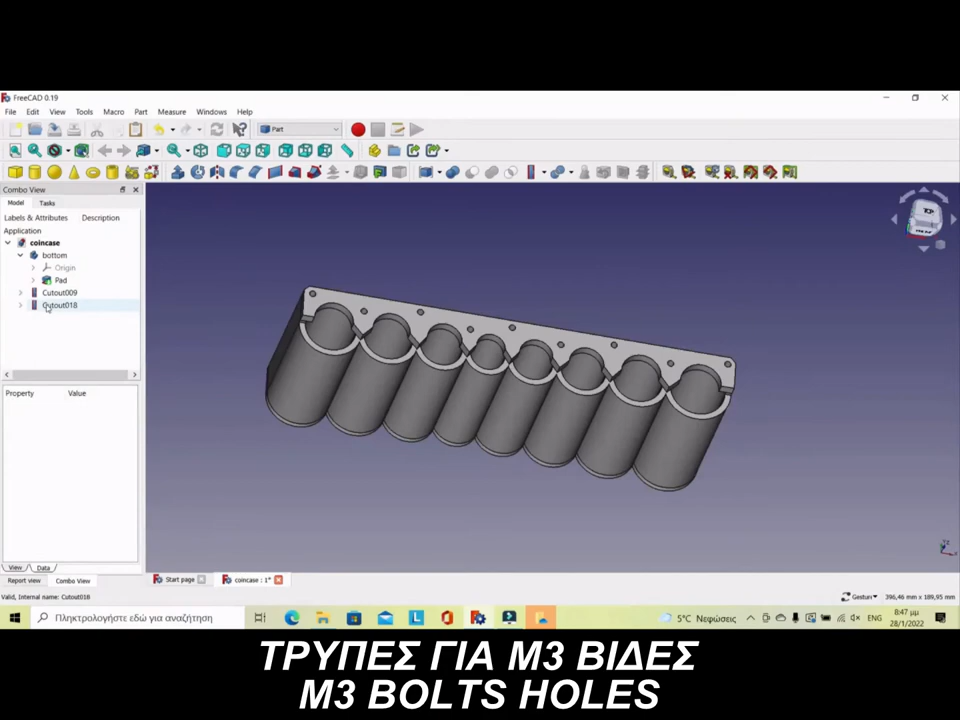 FreeCAD 0.19
File Edit View Tools Macro Part Measure Windows Help
Part
Combo View
Model Tasks
Labels & Attributes Description
Application
coincase
bottom
Origin
Pad
Cutout009
Cutout018
Property Value
View Data
Report view Combo View
Start page coincase : 1*
Valid, Internal name: Cutout018
Gesture 396,46 mm x 189,95 mm
Πληκτρολογήστε εδώ για αναζήτηση
5°C Νεφώσεις ENG 8:47 μμ
28/1/2022
ΤΡΥΠΕΣ ΓΙΑ Μ3 ΒΙΔΕΣ
M3 BOLTS HOLES